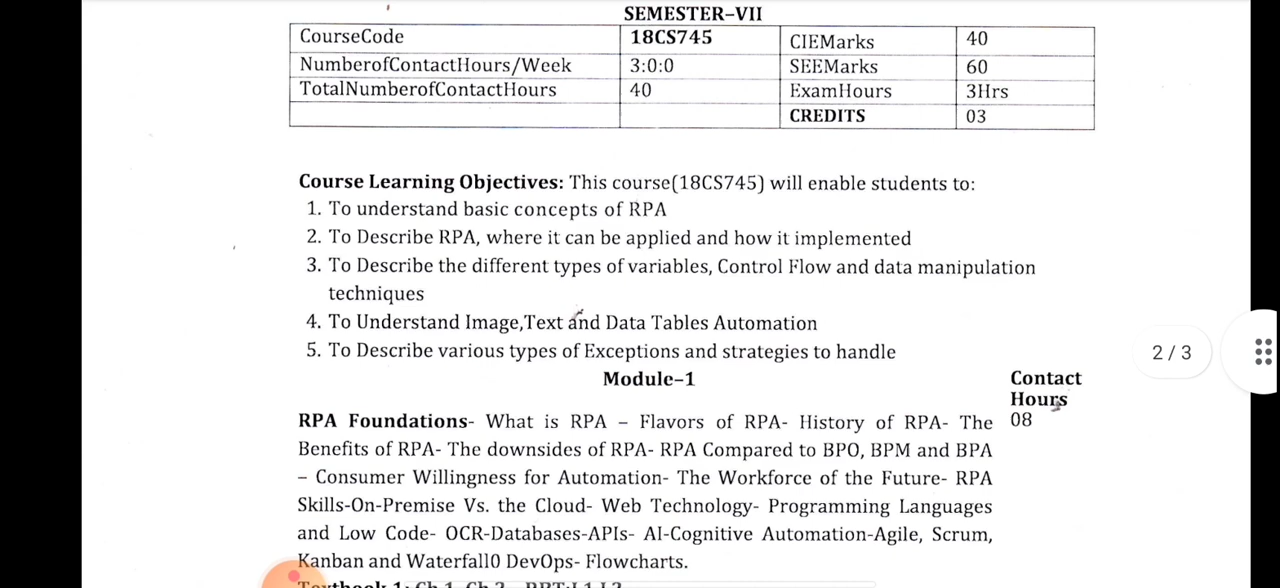 SEMESTER–VII
CourseCode 18CS745 CIEMarks 40
NumberofContactHours/Week 3:0:0 SEEMarks 60
TotalNumberofContactHours 40 ExamHours 3Hrs
CREDITS 03
Course Learning Objectives: This course(18CS745) will enable students to:
1. To understand basic concepts of RPA
2. To Describe RPA, where it can be applied and how it implemented
3. To Describe the different types of variables, Control Flow and data manipulation
techniques
4. To Understand Image,Text and Data Tables Automation
5. To Describe various types of Exceptions and strategies to handle
2 / 3
Module–1 Contact
Hours
RPA Foundations- What is RPA – Flavors of RPA- History of RPA- The 08
Benefits of RPA- The downsides of RPA- RPA Compared to BPO, BPM and BPA
– Consumer Willingness for Automation- The Workforce of the Future- RPA
Skills-On-Premise Vs. the Cloud- Web Technology- Programming Languages
and Low Code- OCR-Databases-APIs- AI-Cognitive Automation-Agile, Scrum,
Kanban and Waterfall0 DevOps- Flowcharts.